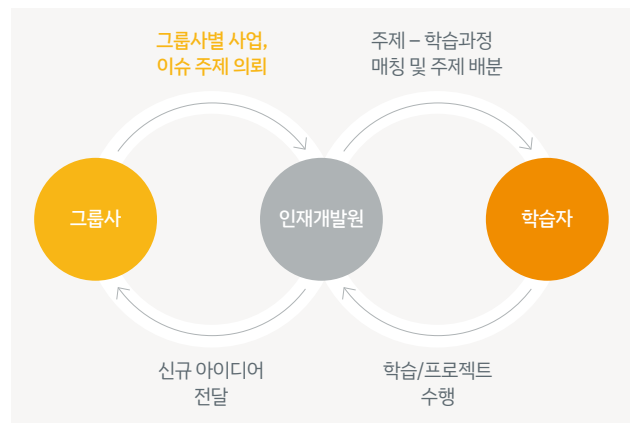 그룹사별 사업,
이슈 주제 의뢰
주제 – 학습과정
매칭 및 주제 배분
그룹사
인재개발원
학습자
신규 아이디어
전달
학습/프로젝트
수행